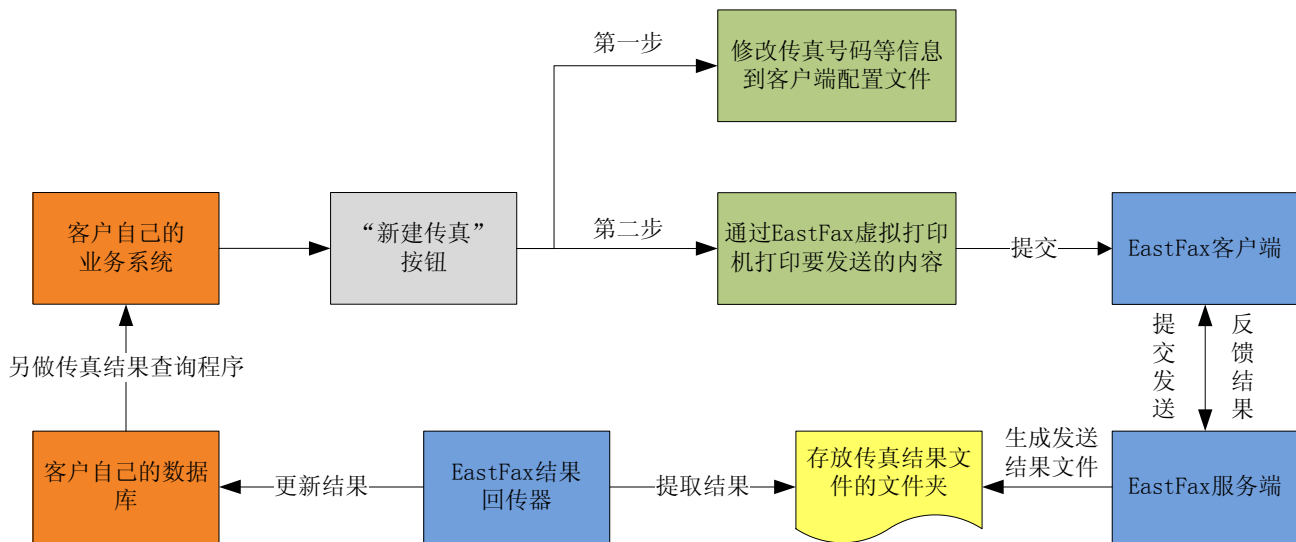 第一步
修改传真号码等信息
到客户端配置文件
客户自己的
业务系统
“新建传真”
按钮
第二步
通过EastFax虚拟打印
机打印要发送的内容
提交
EastFax客户端
提交发送
反馈结果
另做传真结果查询程序
客户自己的数据
库
更新结果
EastFax结果
回传器
提取结果
存放传真结果文
件的文件夹
生成发送
结果文件
EastFax服务端